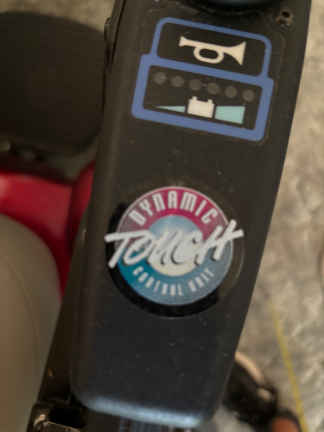 DYNAMIC
TOUCH
CONTROL UNIT